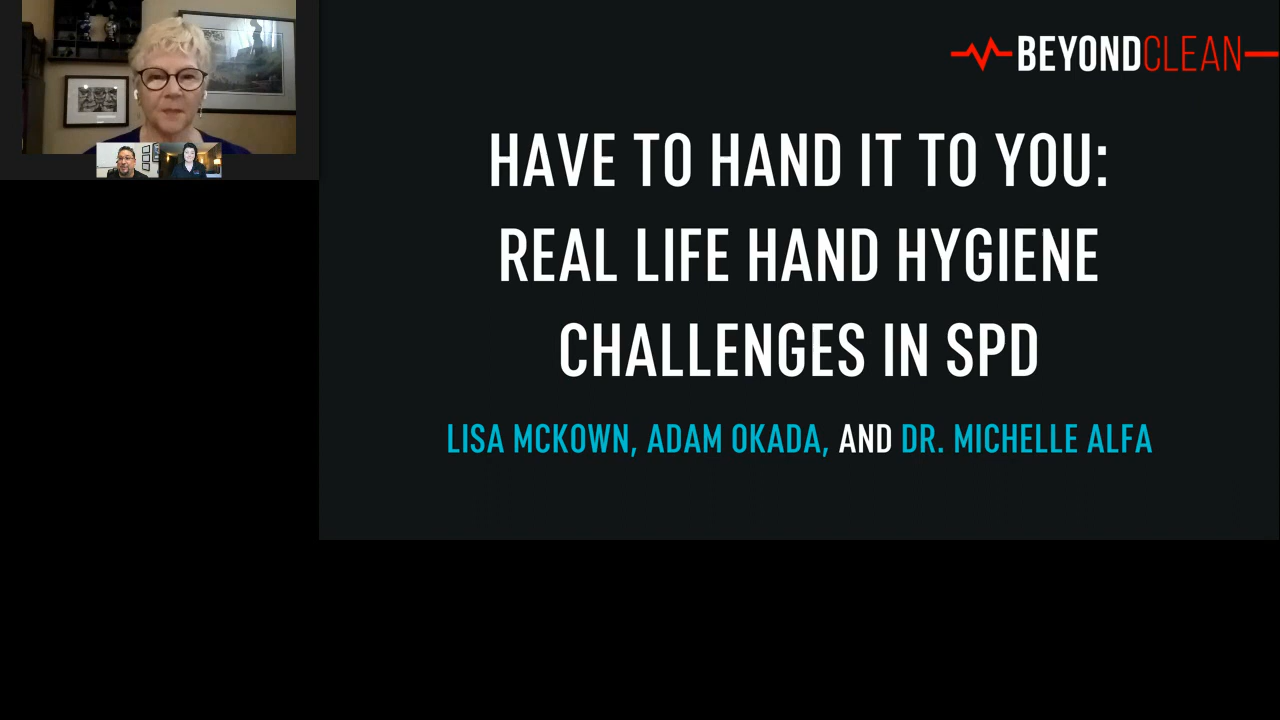 BEYONDCLEAN
HAVE TO HAND IT TO YOU:
REAL LIFE HAND HYGIENE
CHALLENGES IN SPD
LISA MCKOWN, ADAM OKADA, AND DR. MICHELLE ALFA